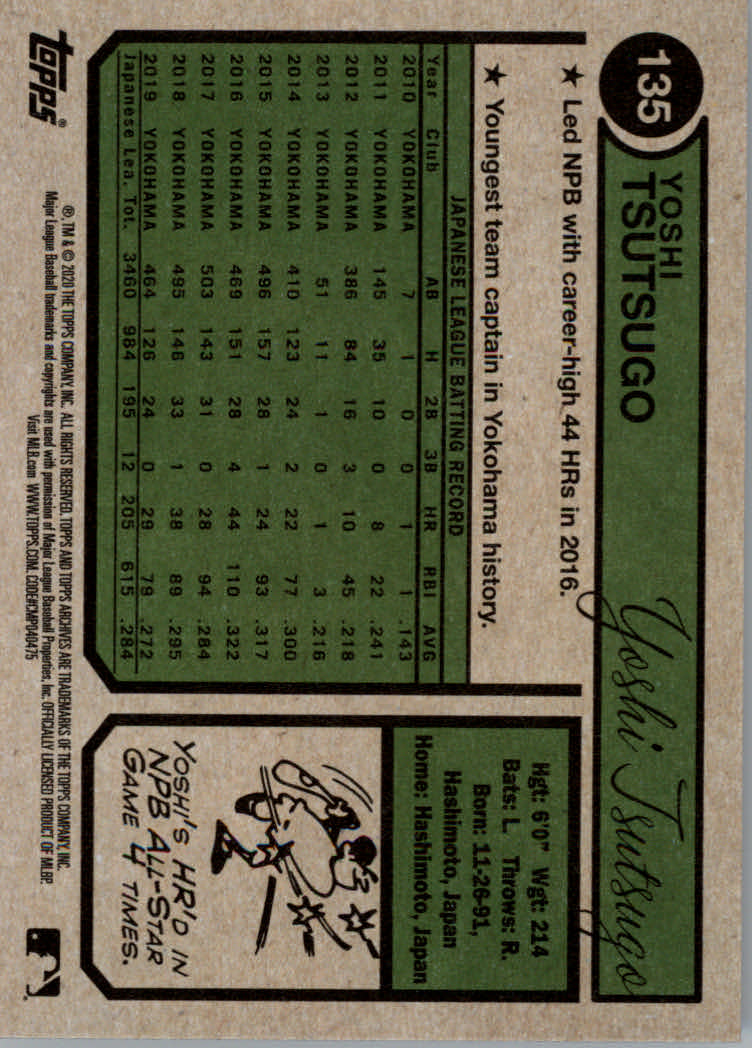 135
YOSHI
TSUTSUGO
Yoshi Tsutsugo
★ Led NPB with career-high 44 HRs in 2016.
★ Youngest team captain in Yokohama history.
JAPANESE LEAGUE BATTING RECORD
Year Club AB H 2B 3B HR RBI AVG
2010 YOKOHAMA 7 1 0 0 1 1 .143
2011 YOKOHAMA 145 35 10 0 8 22 .241
2012 YOKOHAMA 386 84 16 3 10 45 .218
2013 YOKOHAMA 51 11 1 0 1 3 .216
2014 YOKOHAMA 410 123 24 2 22 77 .300
2015 YOKOHAMA 496 157 28 1 24 93 .317
2016 YOKOHAMA 469 151 28 4 44 110 .322
2017 YOKOHAMA 503 143 31 0 28 94 .284
2018 YOKOHAMA 495 146 33 1 38 89 .295
2019 YOKOHAMA 464 126 24 0 29 79 .272
Japanese Lea. Tot. 3460 984 195 12 205 615 .284
Hgt: 6'0" Wgt: 214
Bats: L Throws: R.
Born: 11-26-91,
Hashimoto, Japan
Home: Hashimoto, Japan
YOSHI'S HR'D IN
NPB ALL-STAR
GAME 4 TIMES.
TOPPS®
®, TM & © 2020 THE TOPPS COMPANY, INC. ALL RIGHTS RESERVED. TOPPS AND TOPPS ARCHIVES ARE TRADEMARKS OF THE TOPPS COMPANY, INC.
Major League Baseball trademarks and copyrights are used with permission of Major League Baseball Properties, Inc. OFFICIALLY LICENSED PRODUCT OF MLBP.
Visit MLB.com WWW.TOPPS.COM. CODE#CMP040475